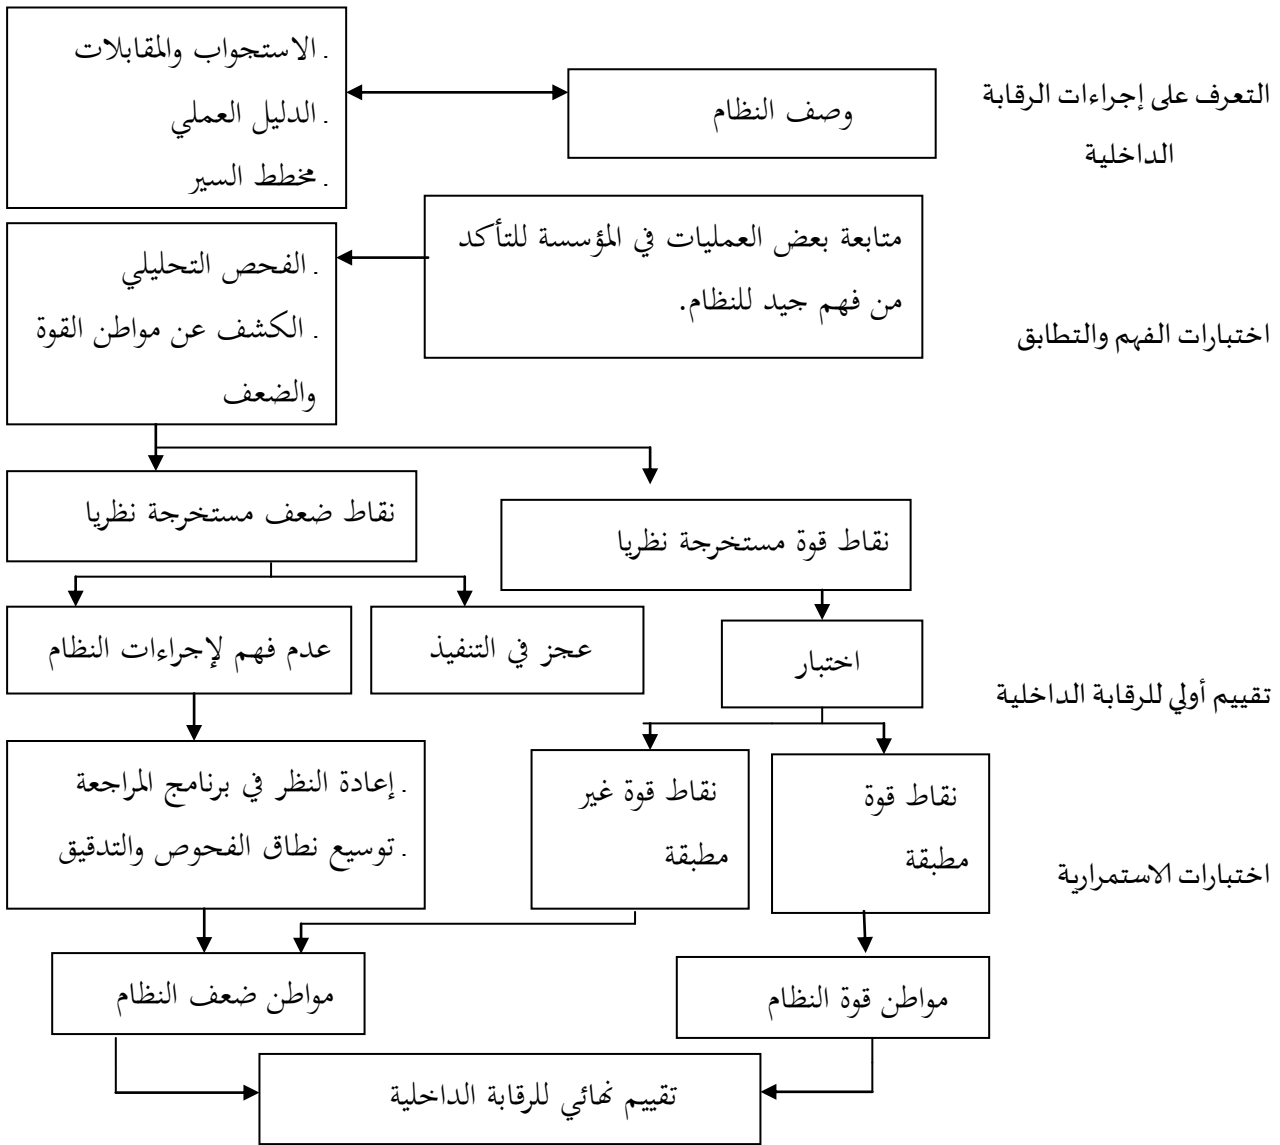 التعرف على إجراءات الرقابة
الداخلية
وصف النظام
. الاستجواب والمقابلات
. الدليل العملي
. مخطط السير
اختبارات الفهم والتطابق
متابعة بعض العمليات في المؤسسة للتأكد
من فهم جيد للنظام.
. الفحص التحليلي
. الكشف عن مواطن القوة
والضعف
نقاط قوة مستخرجة نظريا
نقاط ضعف مستخرجة نظريا
تقييم أولي للرقابة الداخلية
اختبار
عجز في التنفيذ
عدم فهم لإجراءات النظام
اختبارات الاستمرارية
نقاط قوة
مطبقة
نقاط قوة غير
مطبقة
. إعادة النظر في برنامج المراجعة
. توسيع نطاق الفحوص والتدقيق
مواطن قوة النظام
مواطن ضعف النظام
تقييم نهائي للرقابة الداخلية